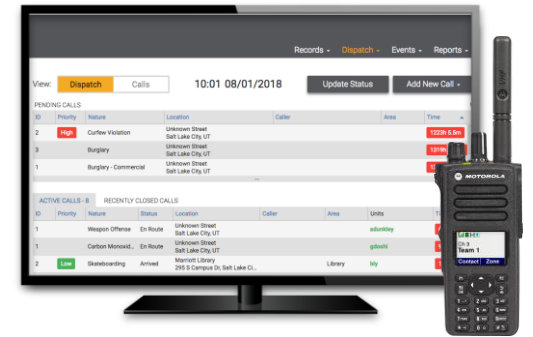 Records Dispatch Events Reports
View: Dispatch Calls 10:01 08/01/2018 Update Status Add New Call
PENDING CALLS
ID Priority Nature Location Caller Area Time
2 High Curfew Violation Unknown Street Salt Lake City, UT 1223h 5.5m
3 Burglary Unknown Street Salt Lake City, UT
1 Burglary - Commercial Unknown Street Salt Lake City, UT
ACTIVE CALLS - 8 RECENTLY CLOSED CALLS
ID Priority Nature Status Location Caller Area Units
1 Weapon Offense En Route Unknown Street Salt Lake City, UT adunkley
1 Carbon Monoxid... En Route Unknown Street Salt Lake City, UT gdoshi
2 Low Skateboarding Arrived Marriott Library 295 S Campus Dr, Salt Lake Ci... Library bly
MOTOROLA
Ch 3
Team 1
Contact Zone